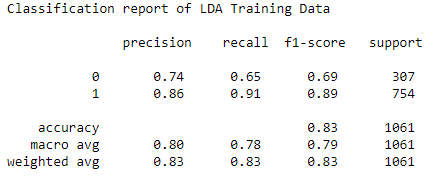 Classification report of LDA Training Data
precision recall f1-score support
0 0.74 0.65 0.69 307
1 0.86 0.91 0.89 754
accuracy 0.83 1061
macro avg 0.80 0.78 0.79 1061
weighted avg 0.83 0.83 0.83 1061